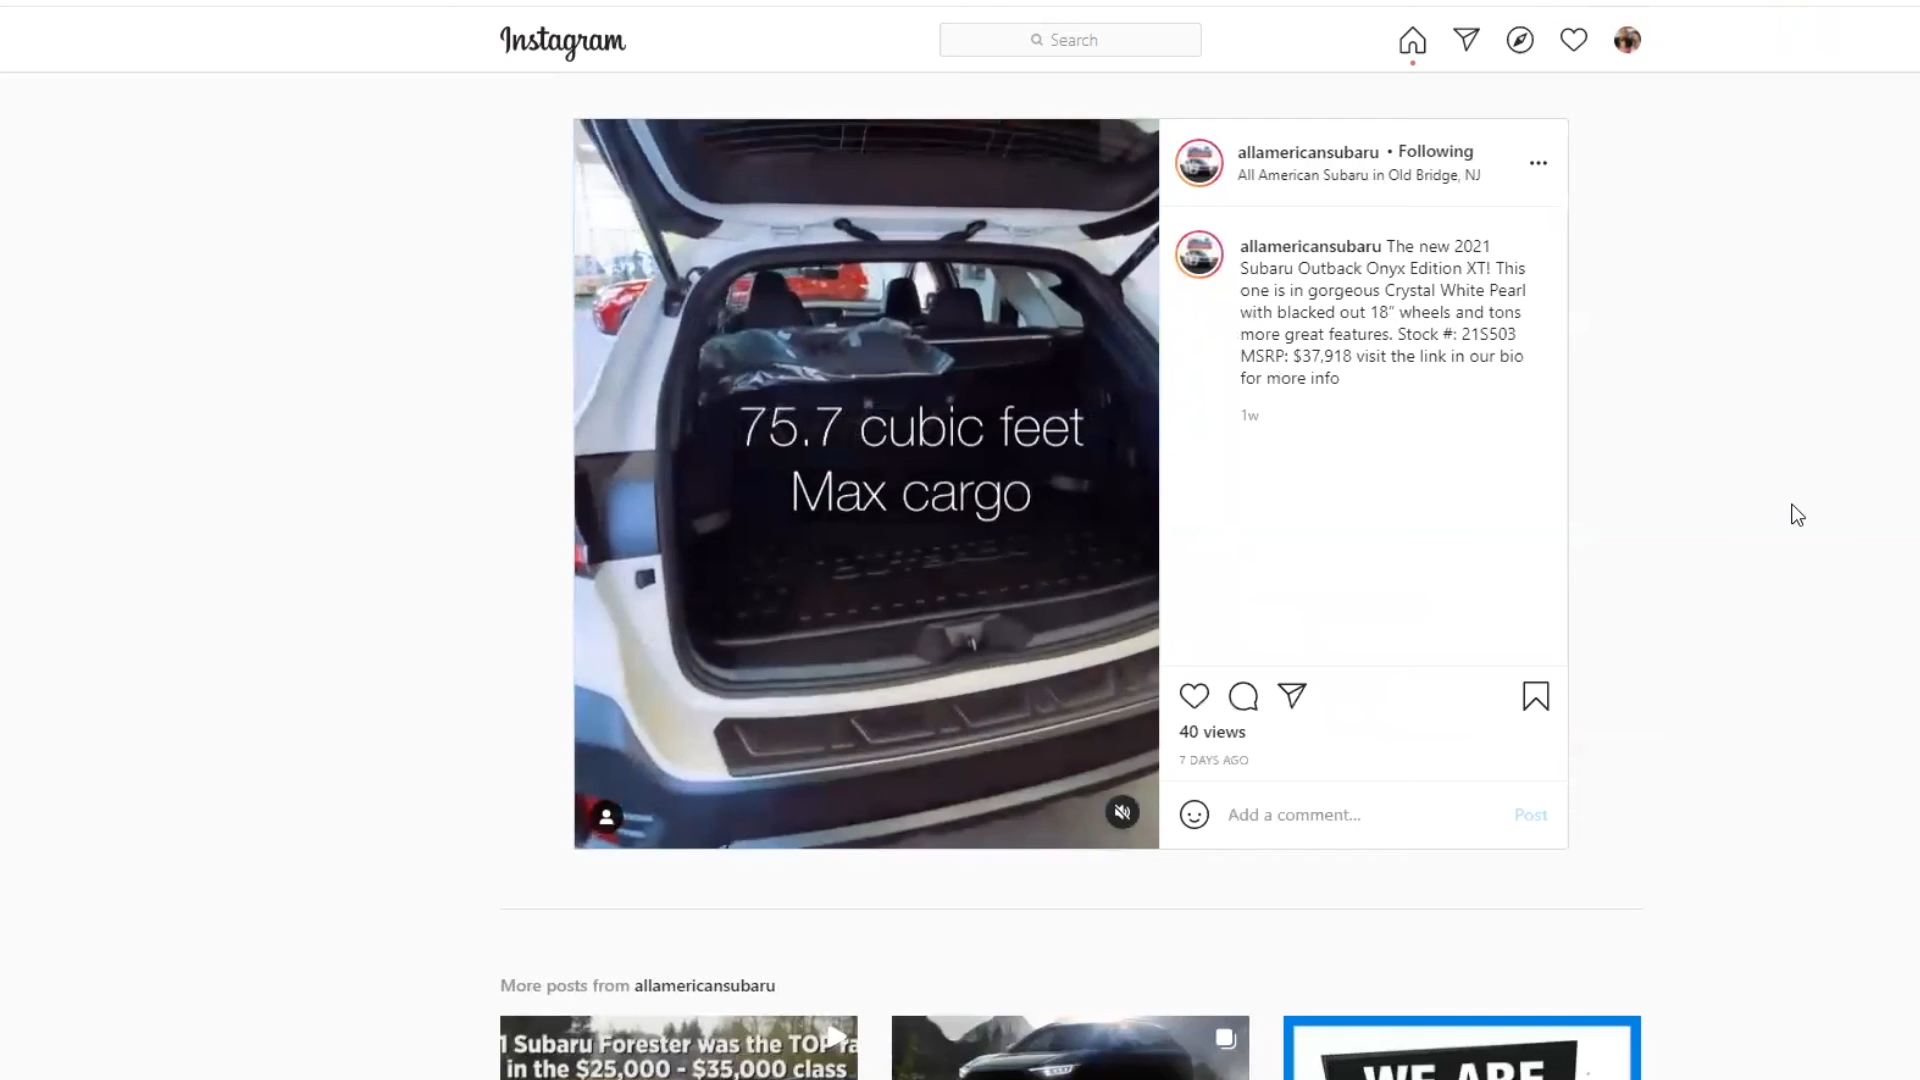 Instagram
Search
allamericansubaru • Following
All American Subaru in Old Bridge, NJ
allamericansubaru The new 2021
Subaru Outback Onyx Edition XT! This
one is in gorgeous Crystal White Pearl
with blacked out 18” wheels and tons
more great features. Stock #: 21S503
MSRP: $37,918 visit the link in our bio
for more info
1w
75.7 cubic feet
Max cargo
40 views
7 DAYS AGO
Add a comment...
Post
More posts from allamericansubaru
Subaru Forester was the TOP ra
in the $25,000 - $35,000 class
WE ARE